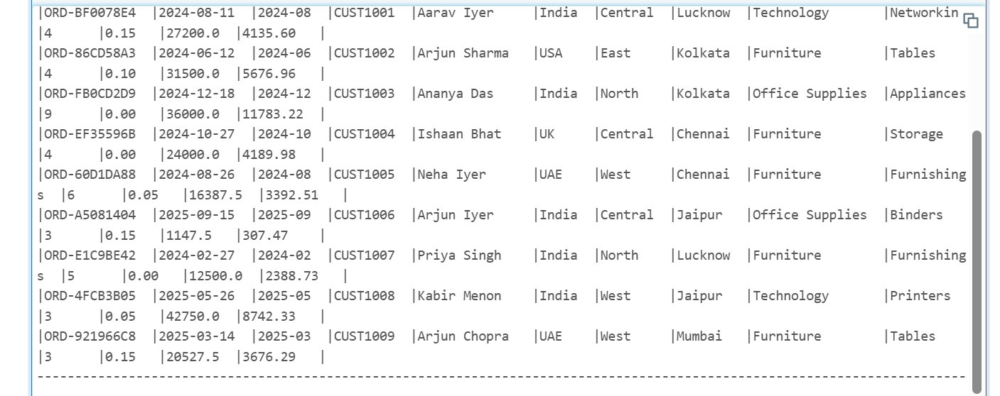 |ORD-BF0078E4  |2024-08-11  |2024-08  |CUST1001  |Aarav Iyer     |India  |Central  |Lucknow  |Technology       |Networkin
|4      |0.15   |27200.0  |4135.60   |
|ORD-86CD58A3  |2024-06-12  |2024-06  |CUST1002  |Arjun Sharma   |USA    |East     |Kolkata  |Furniture        |Tables
|4      |0.10   |31500.0  |5676.96   |
|ORD-FB0CD2D9  |2024-12-18  |2024-12  |CUST1003  |Ananya Das     |India  |North    |Kolkata  |Office Supplies  |Appliances
|9      |0.00   |36000.0  |11783.22  |
|ORD-EF35596B  |2024-10-27  |2024-10  |CUST1004  |Ishaan Bhat    |UK     |Central  |Chennai  |Furniture        |Storage
|4      |0.00   |24000.0  |4189.98   |
|ORD-60D1DA88  |2024-08-26  |2024-08  |CUST1005  |Neha Iyer      |UAE    |West     |Chennai  |Furniture        |Furnishing
s  |6      |0.05   |16387.5  |3392.51   |
|ORD-A5081404  |2025-09-15  |2025-09  |CUST1006  |Arjun Iyer     |India  |Central  |Jaipur   |Office Supplies  |Binders
|3      |0.15   |1147.5   |307.47    |
|ORD-E1C9BE42  |2024-02-27  |2024-02  |CUST1007  |Priya Singh    |India  |North    |Lucknow  |Furniture        |Furnishing
s  |5      |0.00   |12500.0  |2388.73   |
|ORD-4FCB3B05  |2025-05-26  |2025-05  |CUST1008  |Kabir Menon    |India  |West     |Jaipur   |Technology       |Printers
|3      |0.05   |42750.0  |8742.33   |
|ORD-921966C8  |2025-03-14  |2025-03  |CUST1009  |Arjun Chopra   |UAE    |West     |Mumbai   |Furniture        |Tables
|3      |0.15   |20527.5  |3676.29   |
--------------------------------------------------------------------------------------------------------------------------